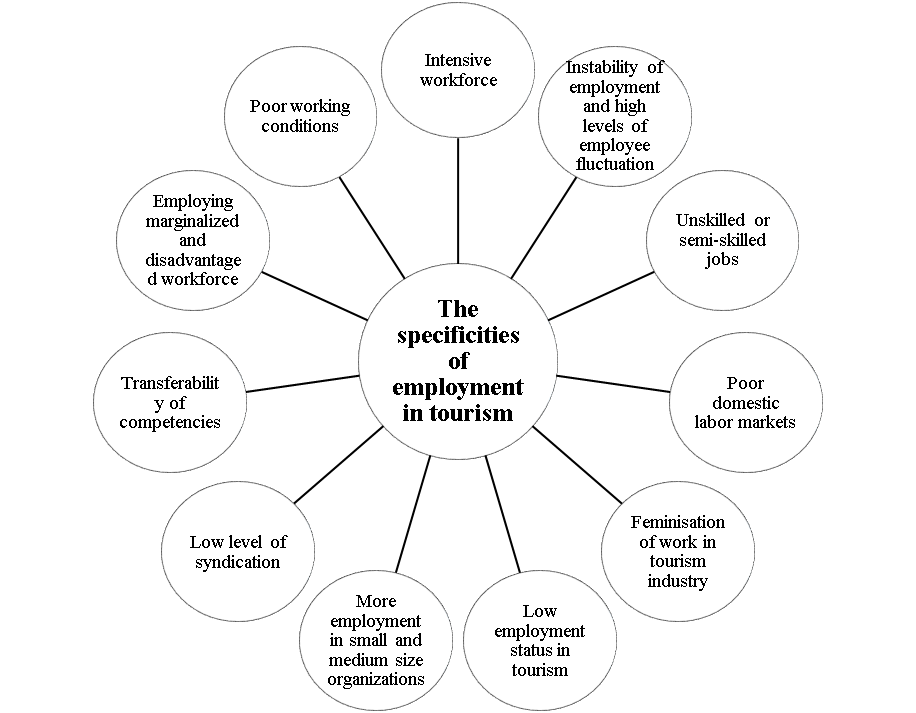 Intensive
workforce
Instability of
employment
and high
levels of
employee
fluctuation
Unskilled or
semi-skilled
jobs
Poor
domestic
labor markets
Feminisation
of work in
tourism
industry
Low
employment
status in
tourism
More
employment
in small and
medium size
organizations
Low level of
syndication
Transferabilit
y of
competencies
Employing
marginalized
and
disadvantage
d workforce
Poor working
conditions
The
specificities
of
employment
in tourism